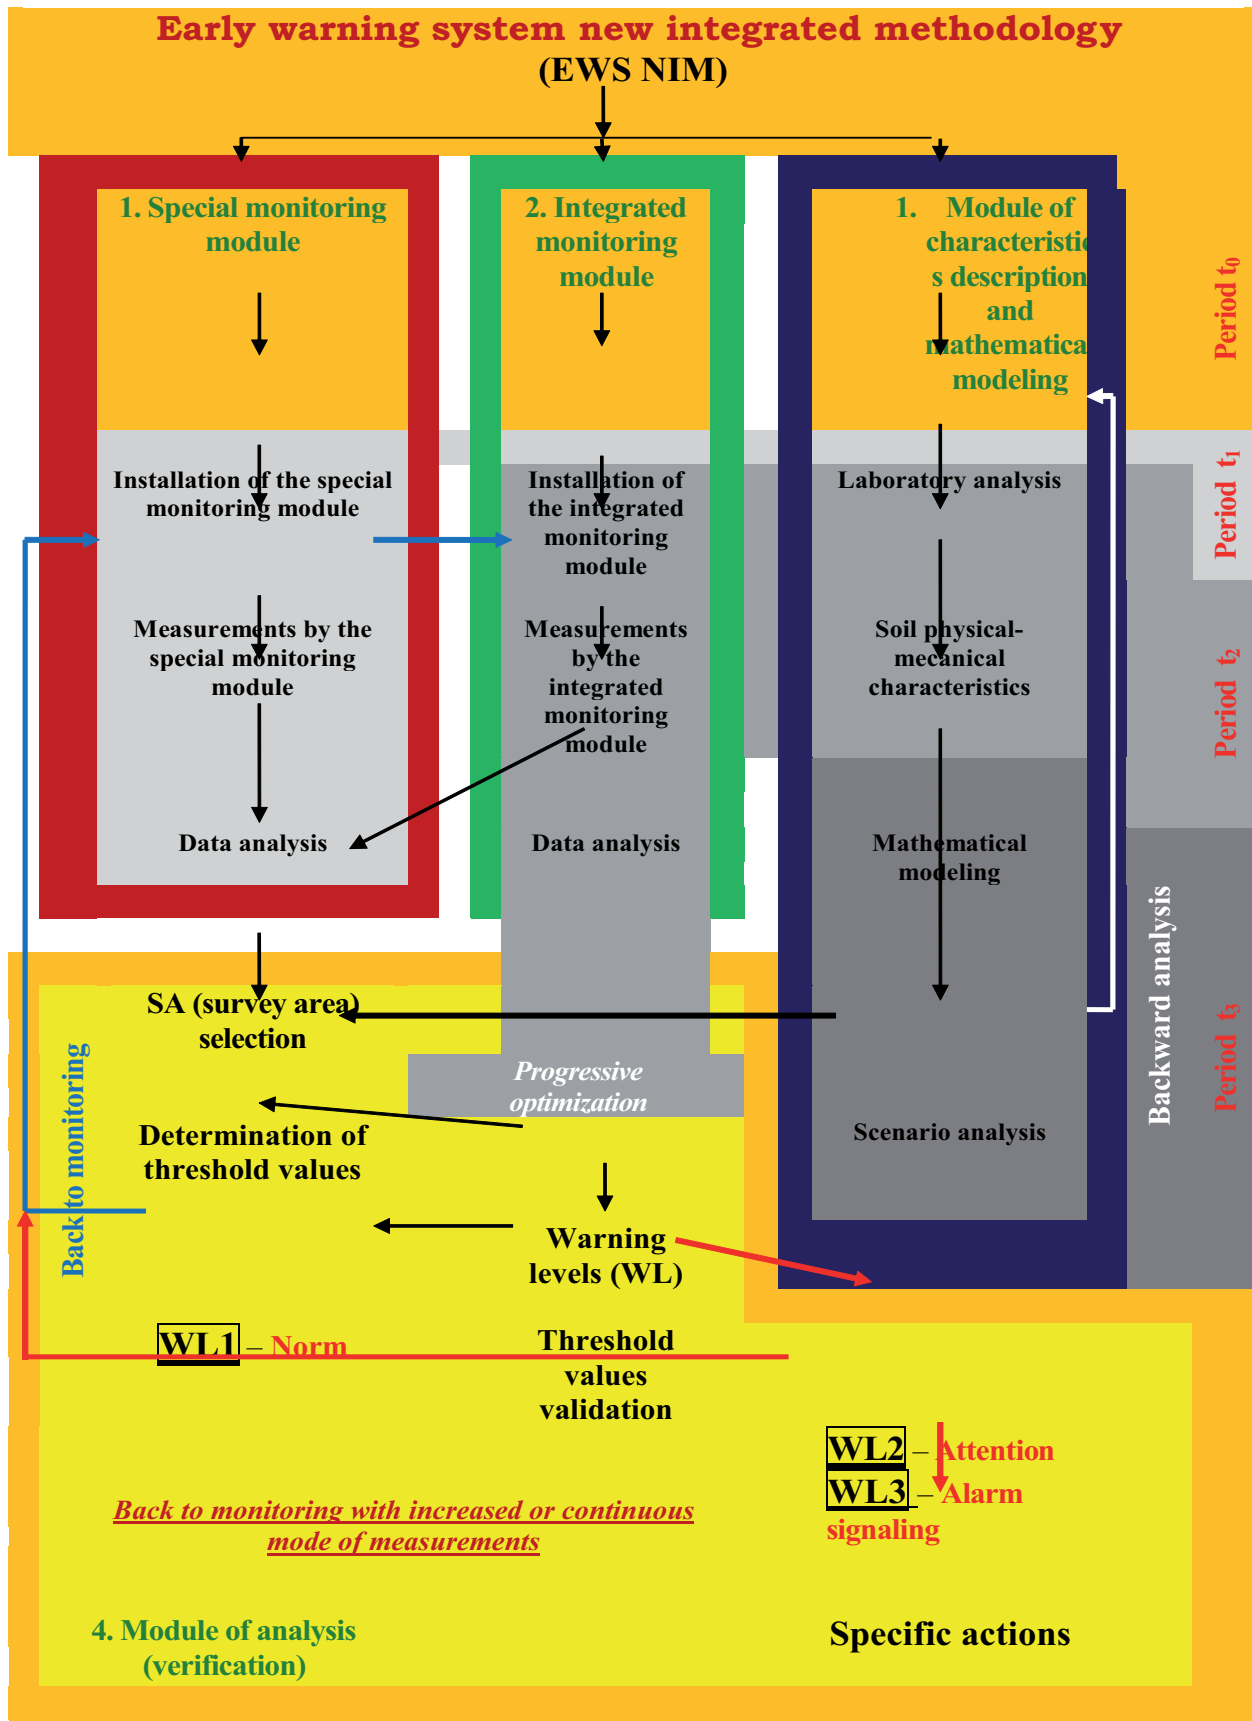 Early warning system new integrated methodology
(EWS NIM)
1. Special monitoring
module
2. Integrated
monitoring
module
1. Module of
characteristic
s description
and
mathematica
modeling
Period t0
Installation of the special
monitoring module
Installation of
the integrated
monitoring
module
Laboratory analysis
Period t1
Measurements by the
special monitoring
module
Measurements
by the
integrated
monitoring
module
Soil physical-
mecanical
characteristics
Period t2
Data analysis
Data analysis
Mathematical
modeling
Backward analysis
Period t3
SA (survey area)
selection
Progressive
optimization
Scenario analysis
Determination of
threshold values
Back to monitoring
Warning
levels (WL)
WL1 – Norm
Threshold
values
validation
WL2 – Attention
WL3 – Alarm
signaling
Back to monitoring with increased or continuous
mode of measurements
4. Module of analysis
(verification)
Specific actions